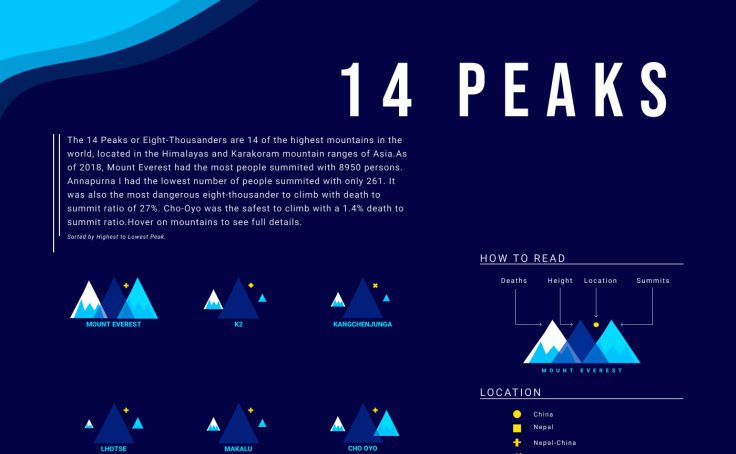 14 PEAKS
The 14 Peaks or Eight-Thousanders are 14 of the highest mountains in the
world, located in the Himalayas and Karakoram mountain ranges of Asia.As
of 2018, Mount Everest had the most people summited with 8950 persons.
Annapurna I had the lowest number of people summited with only 261. It
was also the most dangerous eight-thousander to climb with death to
summit ratio of 27%. Cho-Oyo was the safest to climb with a 1.4% death to
summit ratio.Hover on mountains to see full details.
Sorted by Highest to Lowest Peak.
HOW TO READ
Deaths Height Location Summits
MOUNT EVEREST
MOUNT EVEREST K2 KANGCHENJUNGA
LHOTSE MAKALU CHO OYO
LOCATION
China
Nepal
Nepal-China